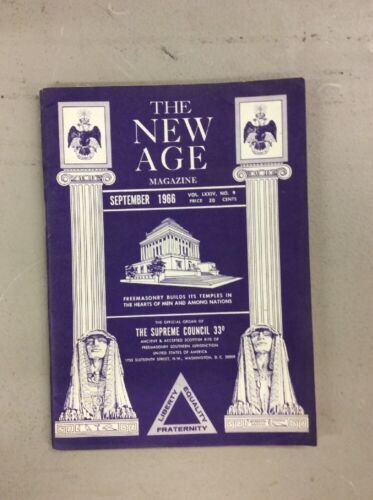 THE
NEW
AGE
MAGAZINE
SEPTEMBER 1966
VOL. LXXIV, NO. 9
PRICE 20 CENTS
FREEMASONRY BUILDS ITS TEMPLES IN
THE HEARTS OF MEN AND AMONG NATIONS
THE OFFICIAL ORGAN OF
THE SUPREME COUNCIL 33°
ANCIENT & ACCEPTED SCOTTISH RITE OF
FREEMASONRY SOUTHERN JURISDICTION
UNITED STATES OF AMERICA
1733 SIXTEENTH STREET, N.W., WASHINGTON, D.C. 20009
LIBERTY
EQUALITY
FRATERNITY